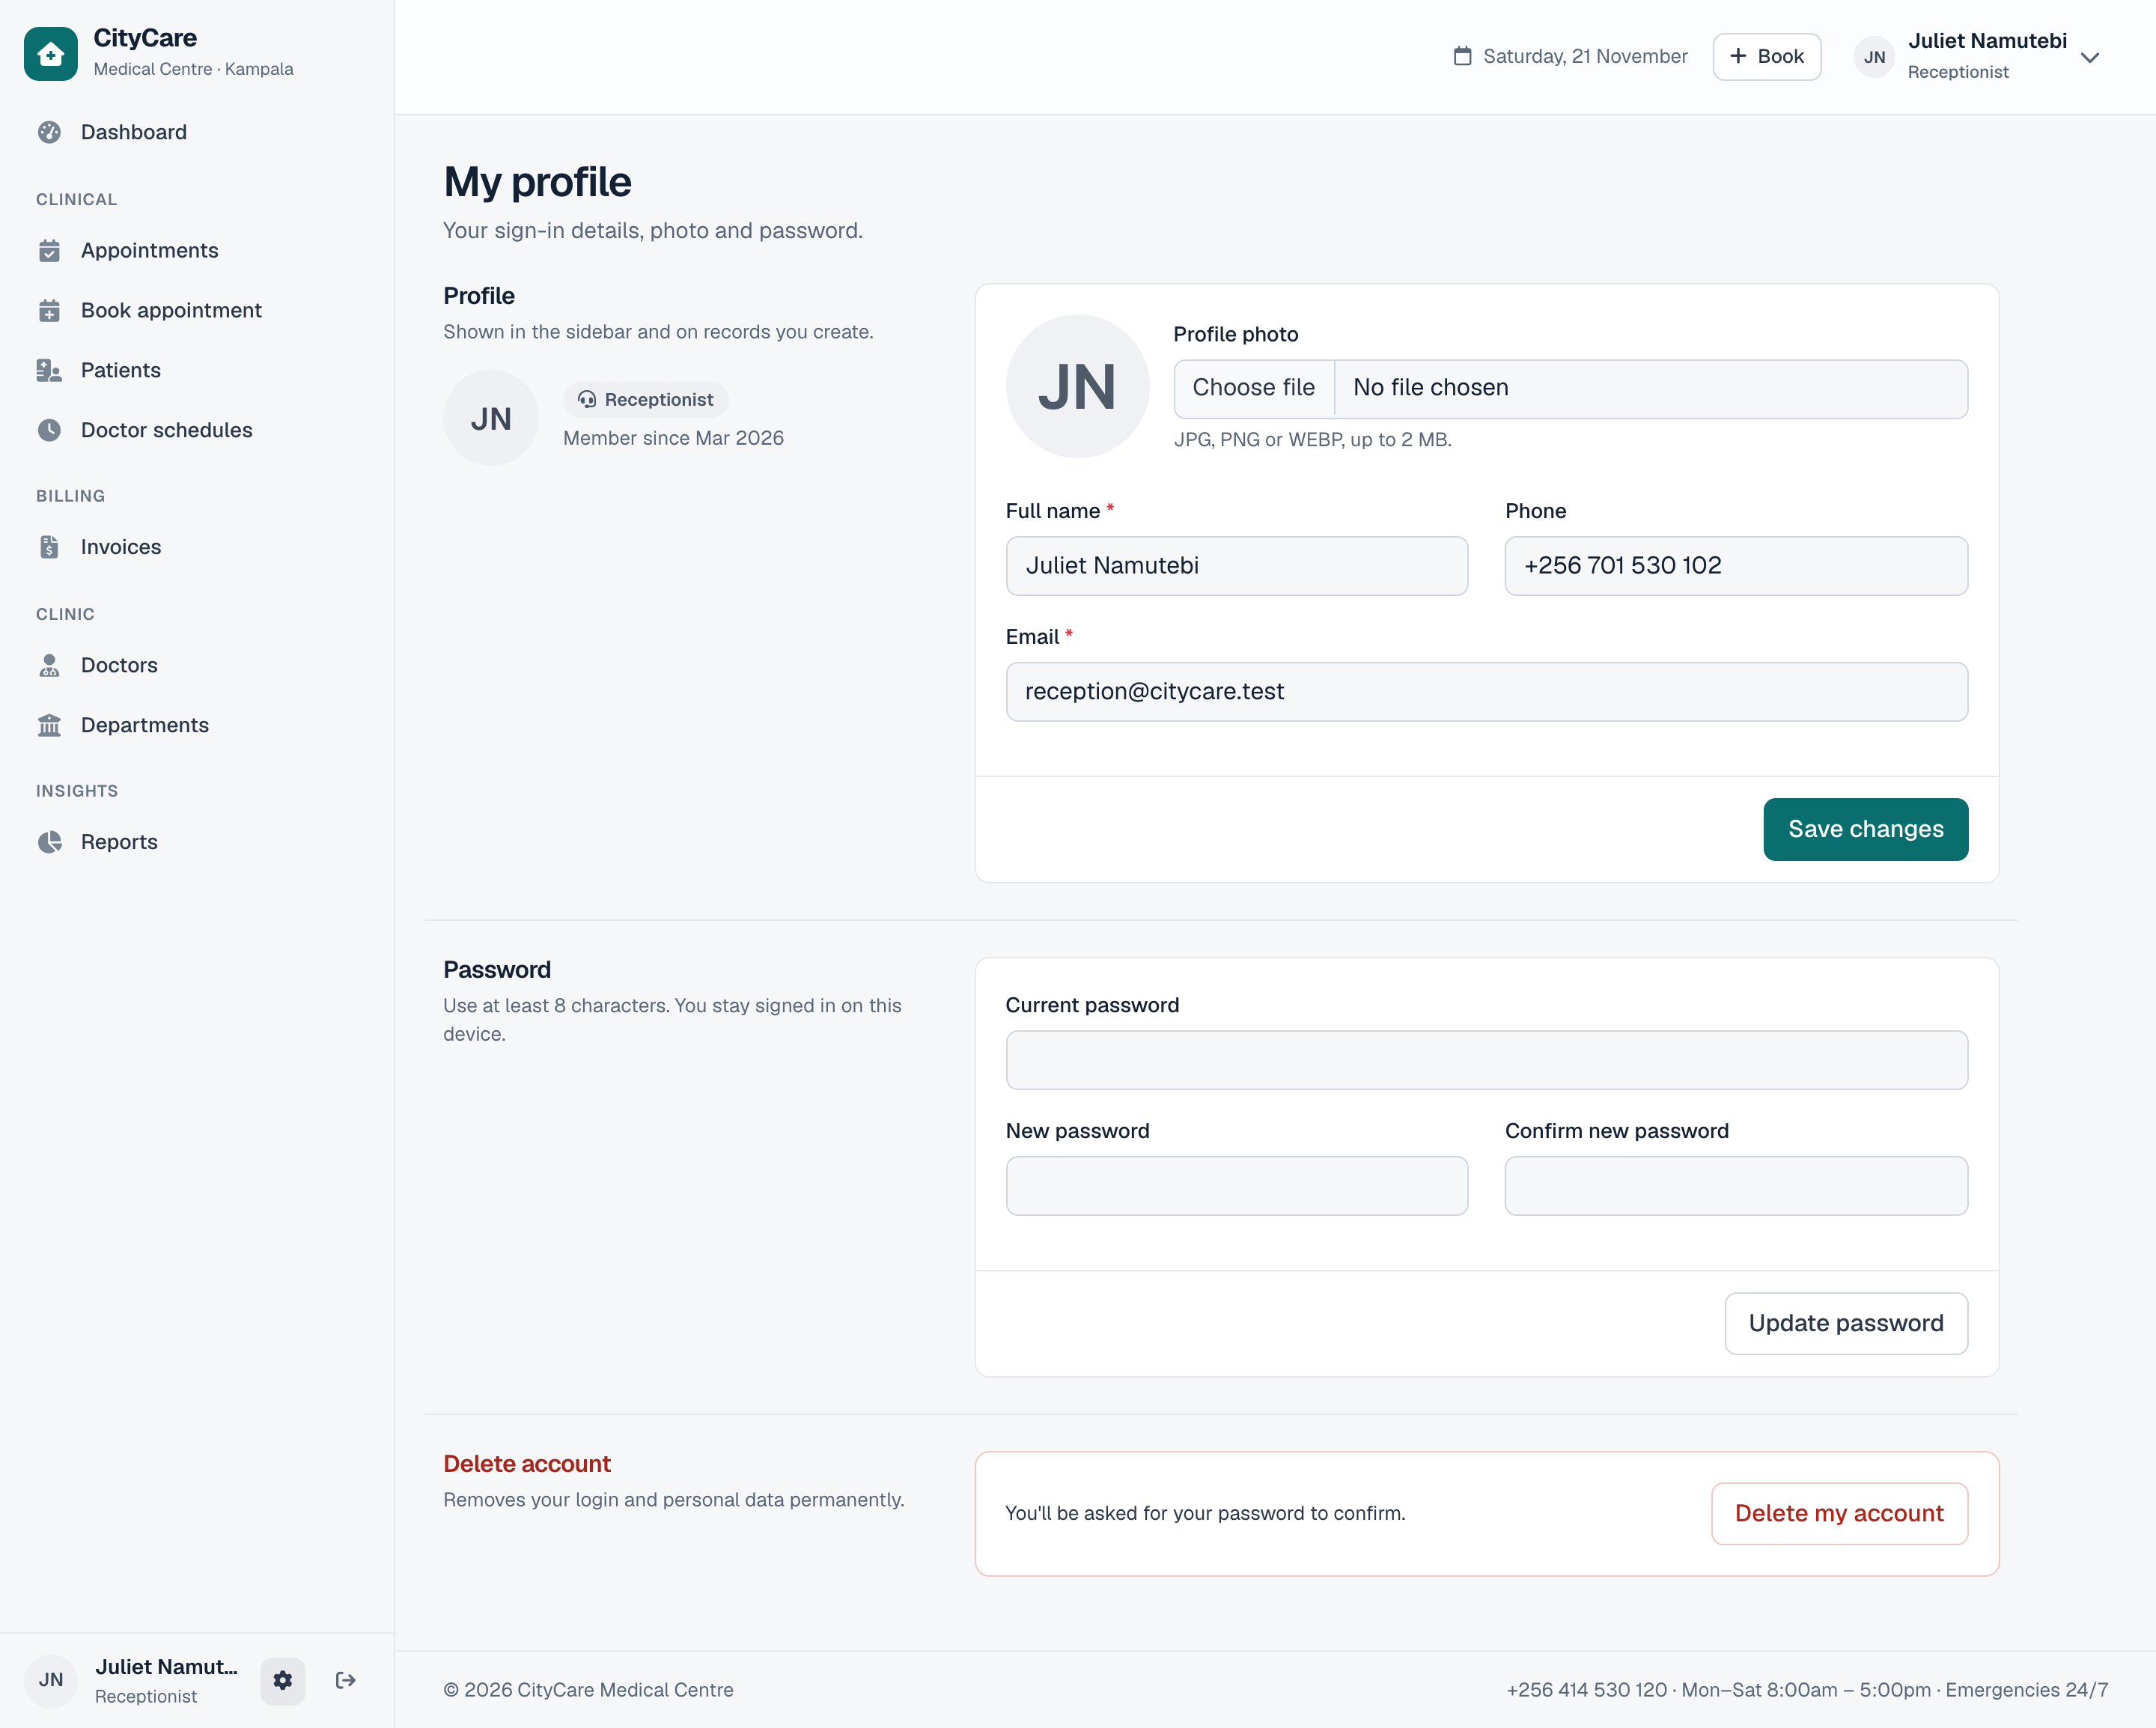 CityCare
Medical Centre · Kampala
Dashboard
CLINICAL
Appointments
Book appointment
Patients
Doctor schedules
BILLING
Invoices
CLINIC
Doctors
Departments
INSIGHTS
Reports
JN
Juliet Namut...
Receptionist
Saturday, 21 November
+ Book
JN
Juliet Namutebi
Receptionist
My profile
Your sign-in details, photo and password.
Profile
Shown in the sidebar and on records you create.
JN
Receptionist
Member since Mar 2026
JN
Profile photo
Choose file No file chosen
JPG, PNG or WEBP, up to 2 MB.
Full name *
Juliet Namutebi
Phone
+256 701 530 102
Email *
reception@citycare.test
Save changes
Password
Use at least 8 characters. You stay signed in on this
device.
Current password
New password
Confirm new password
Update password
Delete account
Removes your login and personal data permanently.
You'll be asked for your password to confirm.
Delete my account
© 2026 CityCare Medical Centre
+256 414 530 120 · Mon–Sat 8:00am – 5:00pm · Emergencies 24/7